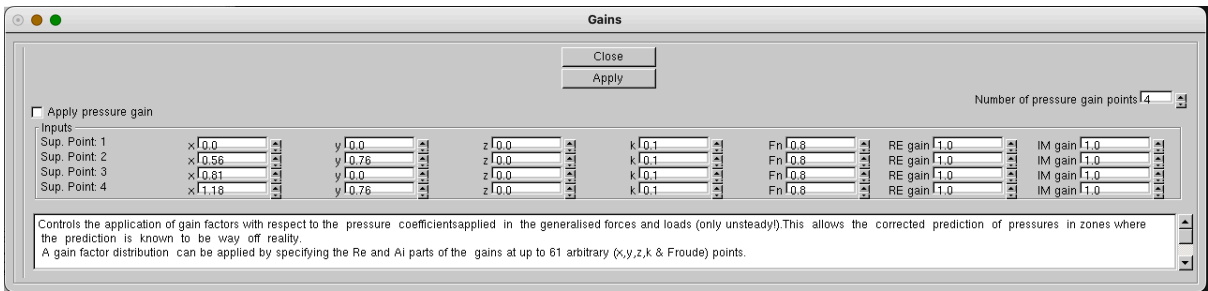 Gains
Close
Apply
Number of pressure gain points 4
Apply pressure gain
Inputs
Sup. Point: 1 x 0.0 y 0.0 z 0.0 k 0.1 Fn 0.8 RE gain 1.0 IM gain 1.0
Sup. Point: 2 x 0.56 y 0.76 z 0.0 k 0.1 Fn 0.8 RE gain 1.0 IM gain 1.0
Sup. Point: 3 x 0.81 y 0.0 z 0.0 k 0.1 Fn 0.8 RE gain 1.0 IM gain 1.0
Sup. Point: 4 x 1.18 y 0.76 z 0.0 k 0.1 Fn 0.8 RE gain 1.0 IM gain 1.0
Controls the application of gain factors with respect to the pressure coefficientsapplied in the generalised forces and loads (only unsteady!).This allows the corrected prediction of pressures in zones where
the prediction is known to be way off reality.
A gain factor distribution can be applied by specifying the Re and Ai parts of the gains at up to 61 arbitrary (x,y,z,k & Froude) points.